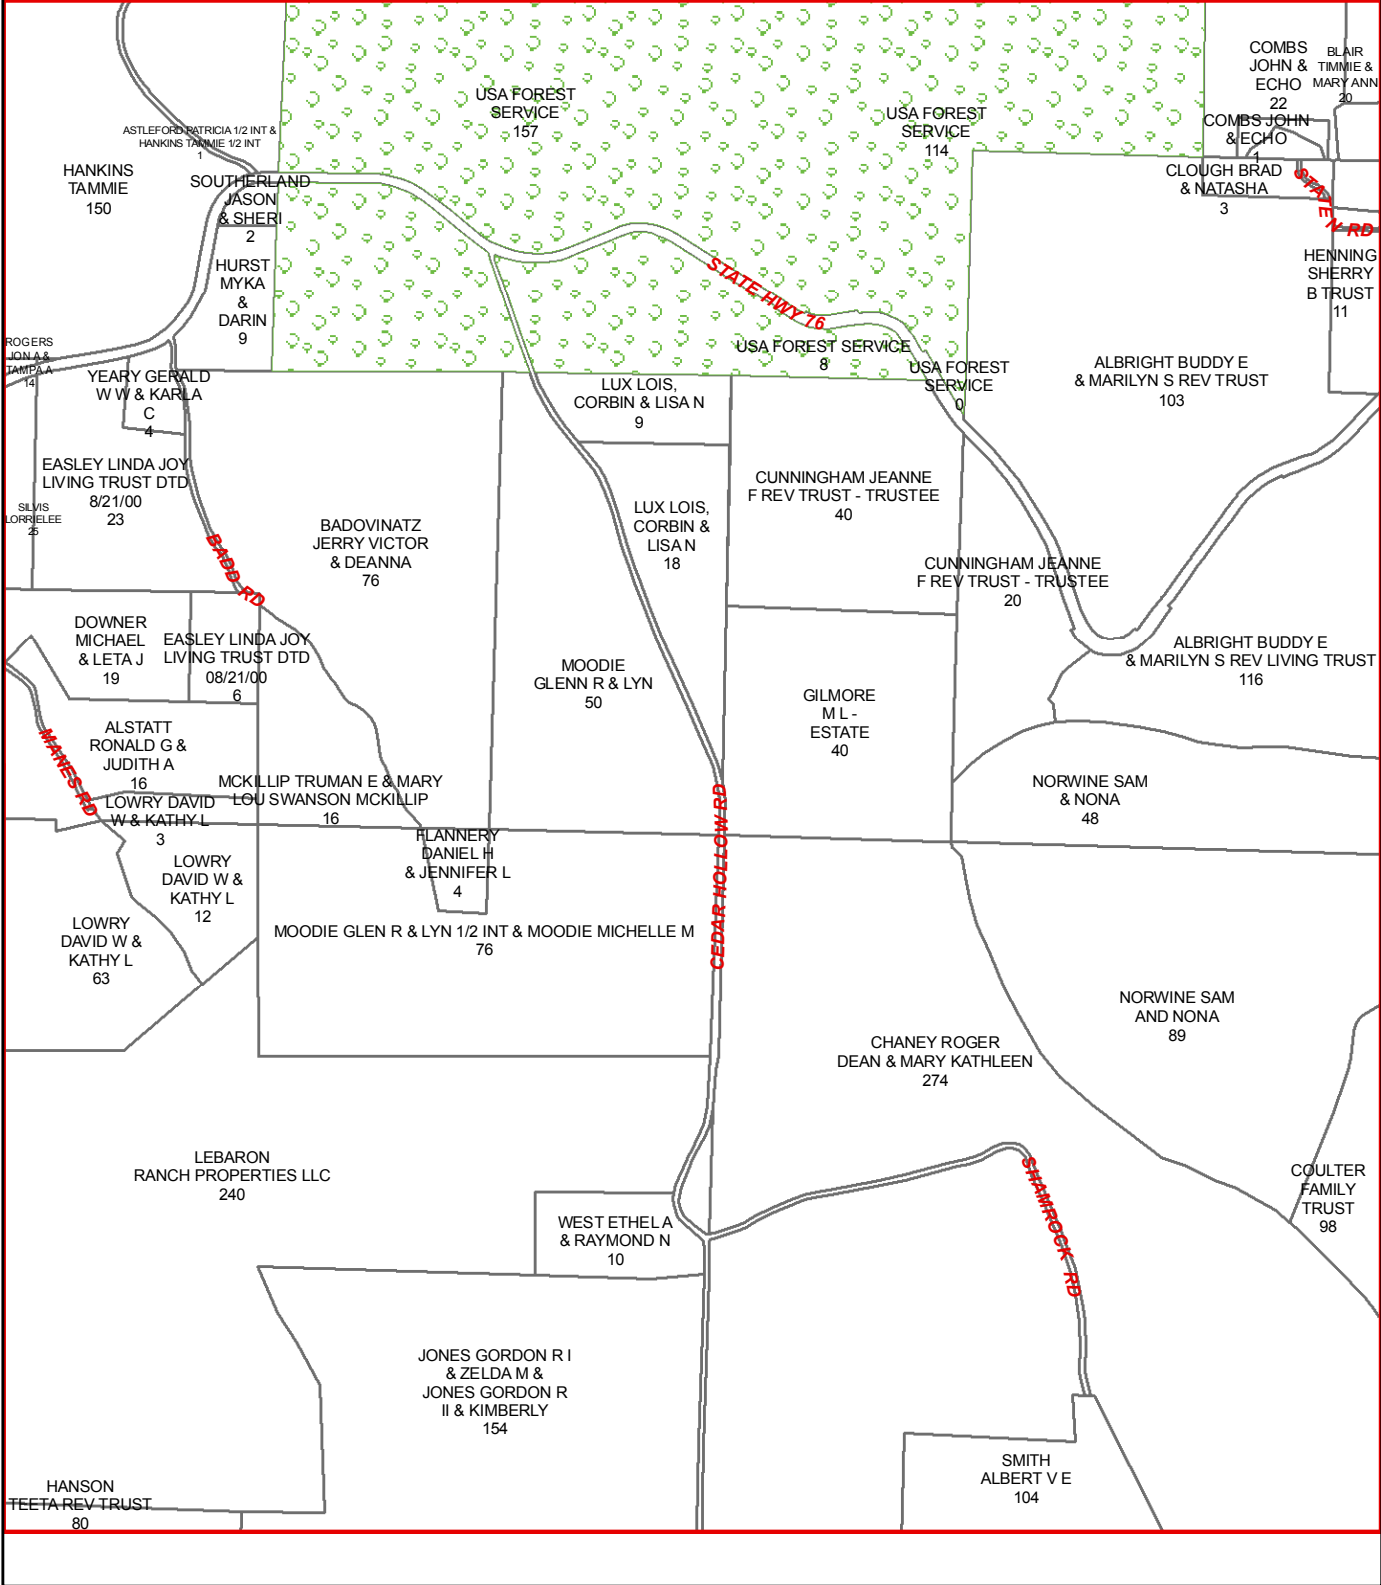 COMBS
JOHN &
ECHO
22
BLAIR
TIMMIE &
MARY ANN
20
USA FOREST
SERVICE
157
USA FOREST
SERVICE
114
COMBS JOHN
& ECHO
1
ASTLEFORD PATRICIA 1/2 INT &
HANKINS TAMMIE 1/2 INT
1
HANKINS
TAMMIE
150
SOUTHERLAND
JASON
& SHERI
2
CLOUGH BRAD
& NATASHA
3
STATE N RD
HURST
MYKA
&
DARIN
9
STATE HWY 76
HENNING
SHERRY
B TRUST
11
ROGERS
JON A &
TAMPA A
14
USA FOREST SERVICE
8
USA FOREST
SERVICE
0
ALBRIGHT BUDDY E
& MARILYN S REV TRUST
103
YEARY GERALD
W W & KARLA
C
4
LUX LOIS,
CORBIN & LISA N
9
EASLEY LINDA JOY
LIVING TRUST DTD
8/21/00
23
CUNNINGHAM JEANNE
F REV TRUST - TRUSTEE
40
SILVIS
LORRIELEE
25
BADOVINATZ
JERRY VICTOR
& DEANNA
76
LUX LOIS,
CORBIN &
LISA N
18
BADD RD
CUNNINGHAM JEANNE
F REV TRUST - TRUSTEE
20
DOWNER
MICHAEL
& LETA J
19
EASLEY LINDA JOY
LIVING TRUST DTD
08/21/00
6
MOODIE
GLENN R & LYN
50
ALBRIGHT BUDDY E
& MARILYN S REV LIVING TRUST
116
GILMORE
M L -
ESTATE
40
MANES RD
ALSTATT
RONALD G &
JUDITH A
16
MCKILLIP TRUMAN E & MARY
LOU SWANSON MCKILLIP
16
NORWINE SAM
& NONA
48
LOWRY DAVID
W & KATHY L
3
FLANNERY
DANIEL H
& JENNIFER L
4
CEDAR HOLLOW RD
LOWRY
DAVID W &
KATHY L
12
LOWRY
DAVID W &
KATHY L
63
MOODIE GLEN R & LYN 1/2 INT & MOODIE MICHELLE M
76
NORWINE SAM
AND NONA
89
CHANEY ROGER
DEAN & MARY KATHLEEN
274
LEBARON
RANCH PROPERTIES LLC
240
SHAMROCK RD
COULTER
FAMILY
TRUST
98
WEST ETHEL A
& RAYMOND N
10
JONES GORDON R I
& ZELDA M &
JONES GORDON R
II & KIMBERLY
154
SMITH
ALBERT V E
104
HANSON
TEETA REV TRUST
80